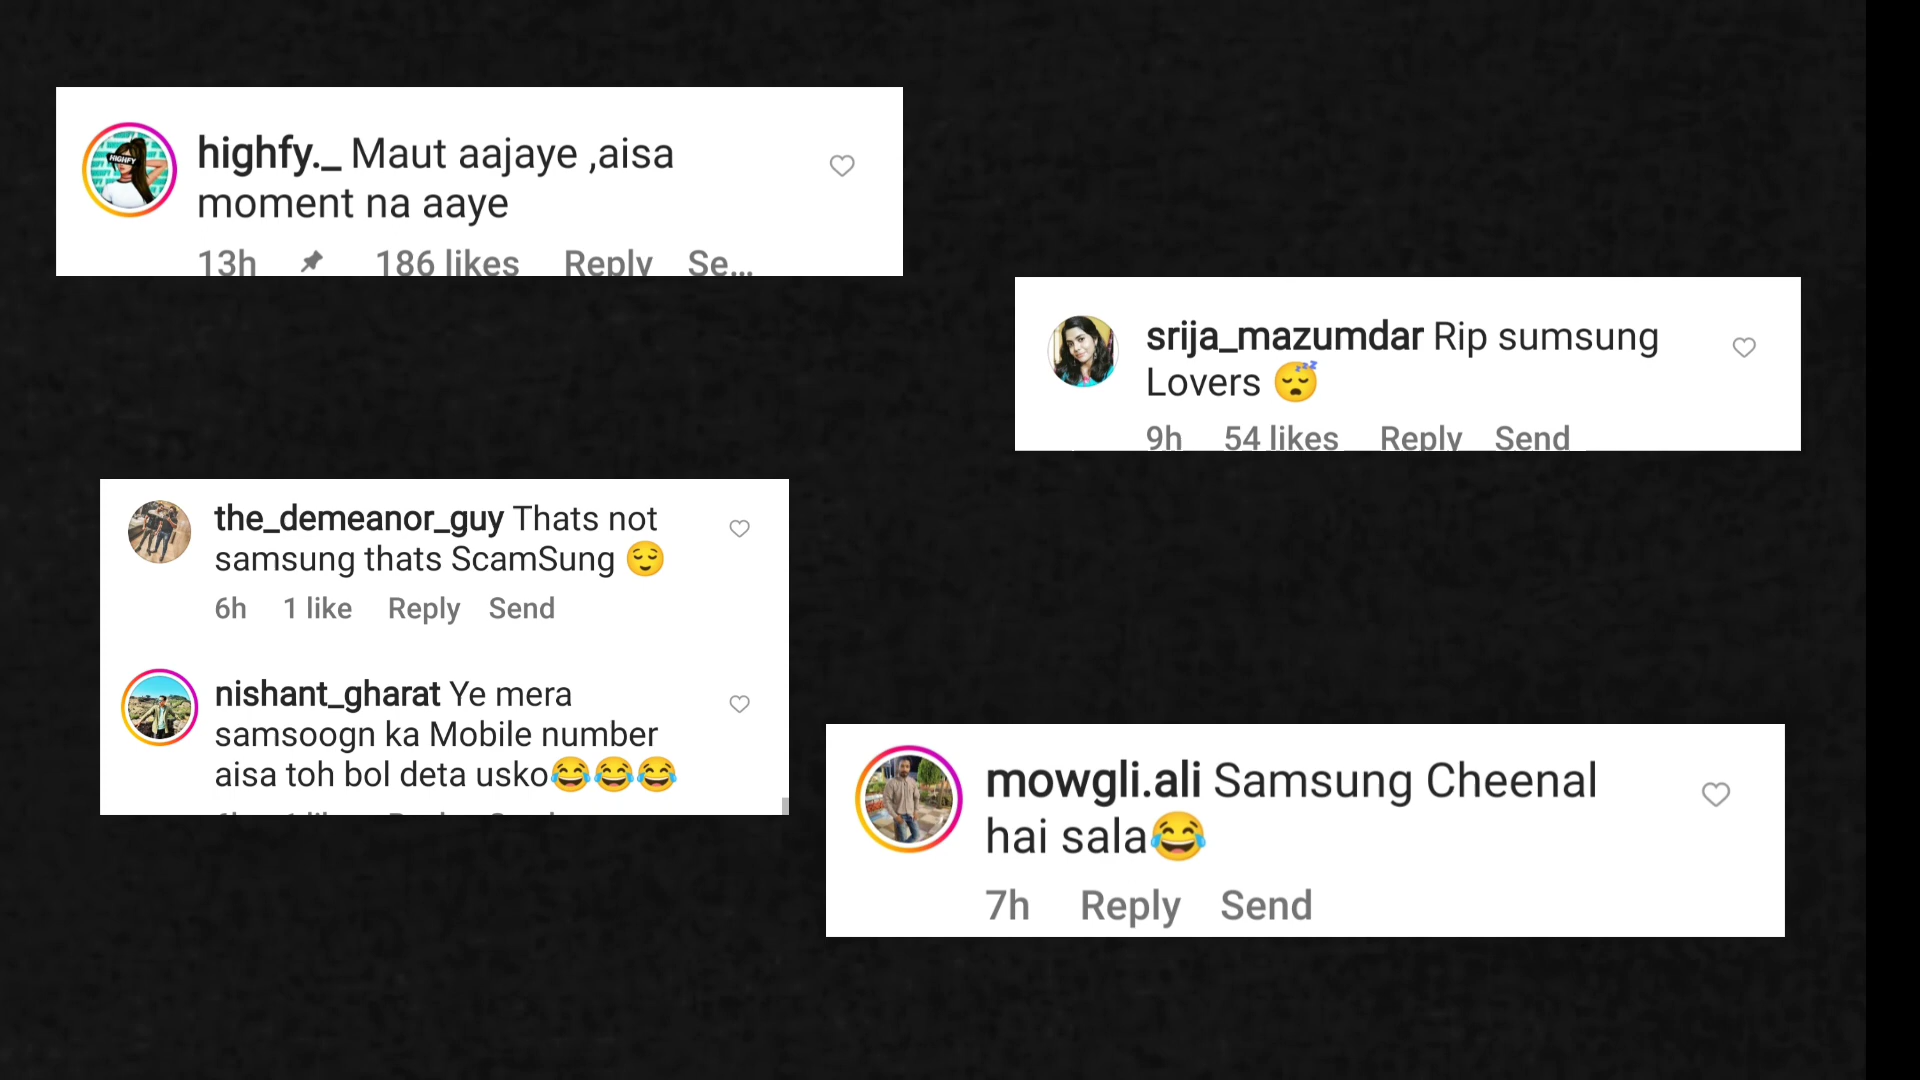 highfy._ Maut aajaye ,aisa
moment na aaye
13h 186 likes Reply Se...
srija_mazumdar Rip sumsung
Lovers 😴
9h 54 likes Reply Send
the_demeanor_guy Thats not
samsung thats ScamSung 😌
6h 1 like Reply Send
nishant_gharat Ye mera
samsoogn ka Mobile number
aisa toh bol deta usko😂😂😂
mowgli.ali Samsung Cheenal
hai sala😂
7h Reply Send